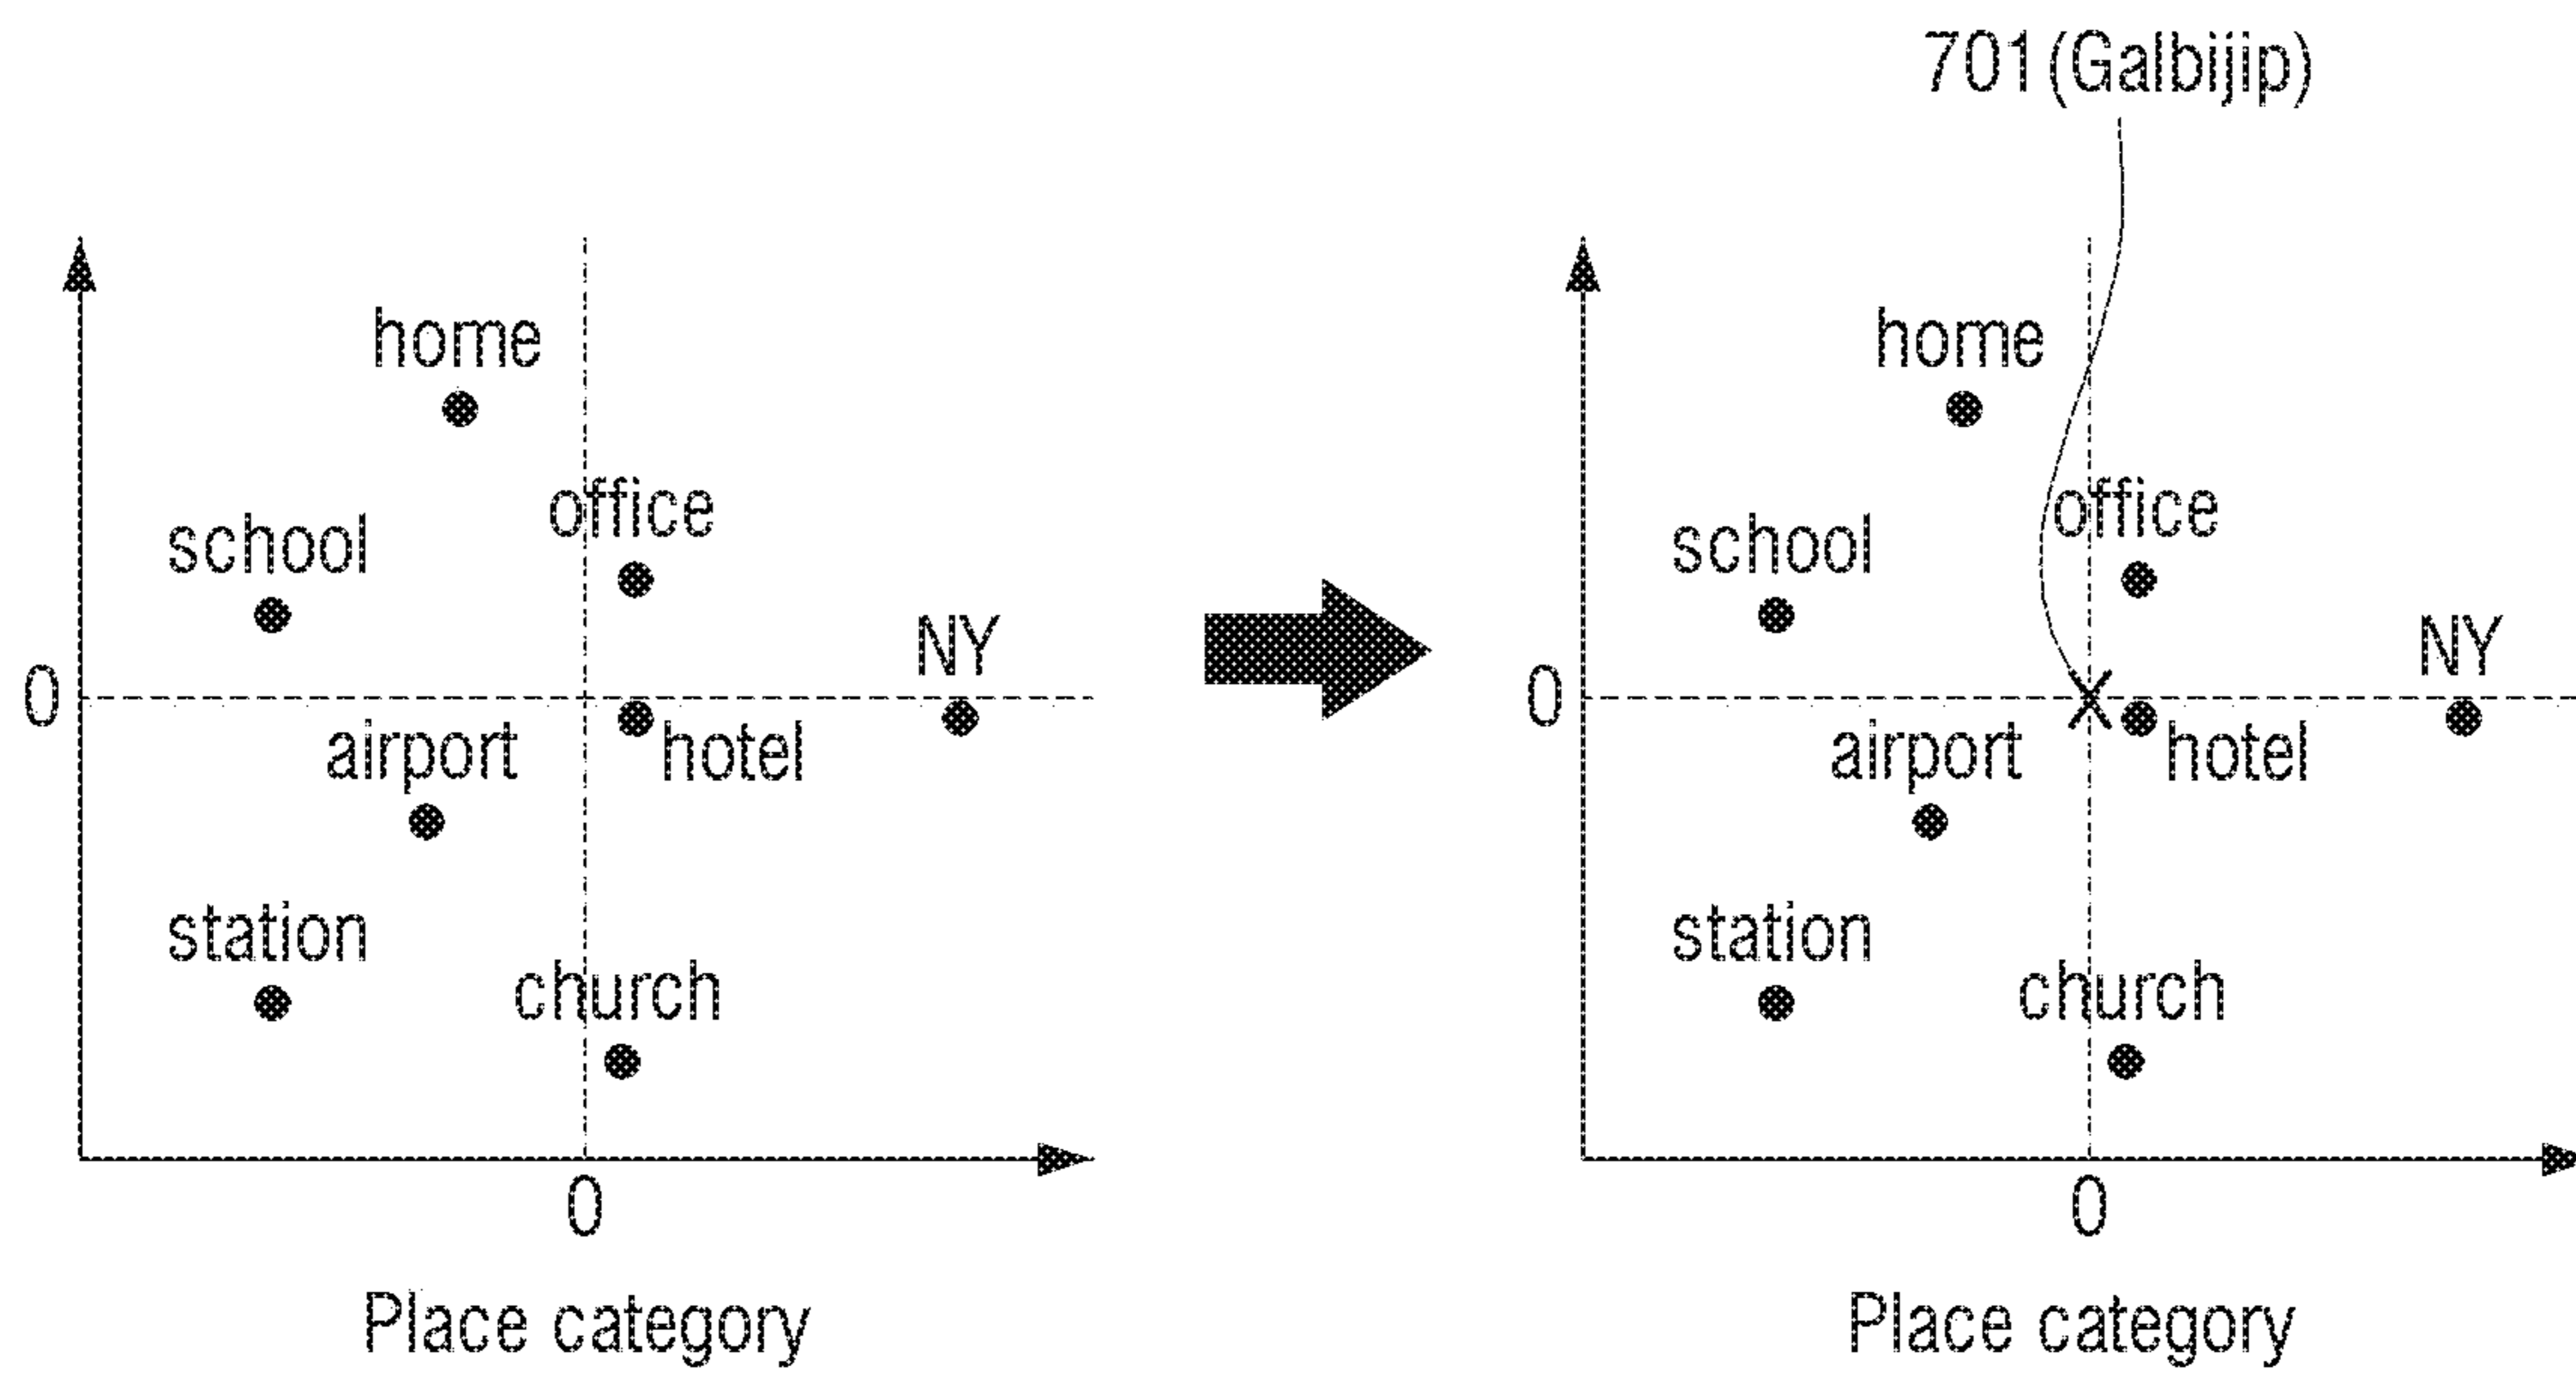 701(Galbijip)
home
office
school
NY
0
airport
hotel
station
church
0
Place category
home
office
school
NY
0
airport
hotel
station
church
0
Place category